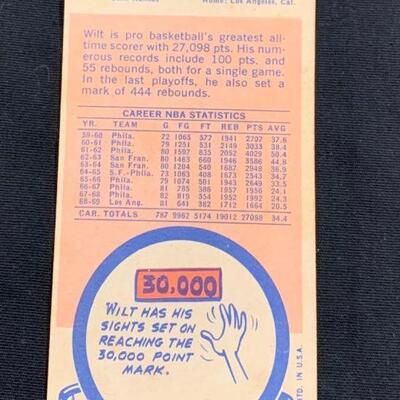 Home: Los Angeles, Cal.
Wilt is pro basketball's greatest all-
time scorer with 27,098 pts. His nu-
merous records include 100 pts. and
55 rebounds, both for a single game.
In the last playoffs, he also set a
mark of 444 rebounds.
CAREER NBA STATISTICS
YR. TEAM G FG FT REB PTS AVG
59-60 Phila. 72 1065 577 1941 2707 37.6
60-61 Phila. 79 1251 531 2149 3033 38.4
61-62 Phila. 80 1597 835 2052 4029 50.4
62-63 San Fran. 80 1463 660 1946 3586 44.8
63-64 San Fran. 80 1204 540 1687 2948 36.9
64-65 S.F.-Phila. 73 1063 408 1673 2534 34.7
65-66 Phila. 79 1074 501 1943 2649 33.5
66-67 Phila. 81 785 386 1956 24.1
67-68 Phila. 82 819 354 1992 24.3
68-69 Los Ang. 81 641 382 1712 1664 20.5
CAR. TOTALS 787 9962 5174 19012 27098 34.4
30,000
WILT HAS HIS
SIGHTS SET ON
REACHING THE
30,000 POINT
MARK.
TD. IN U.S.A.